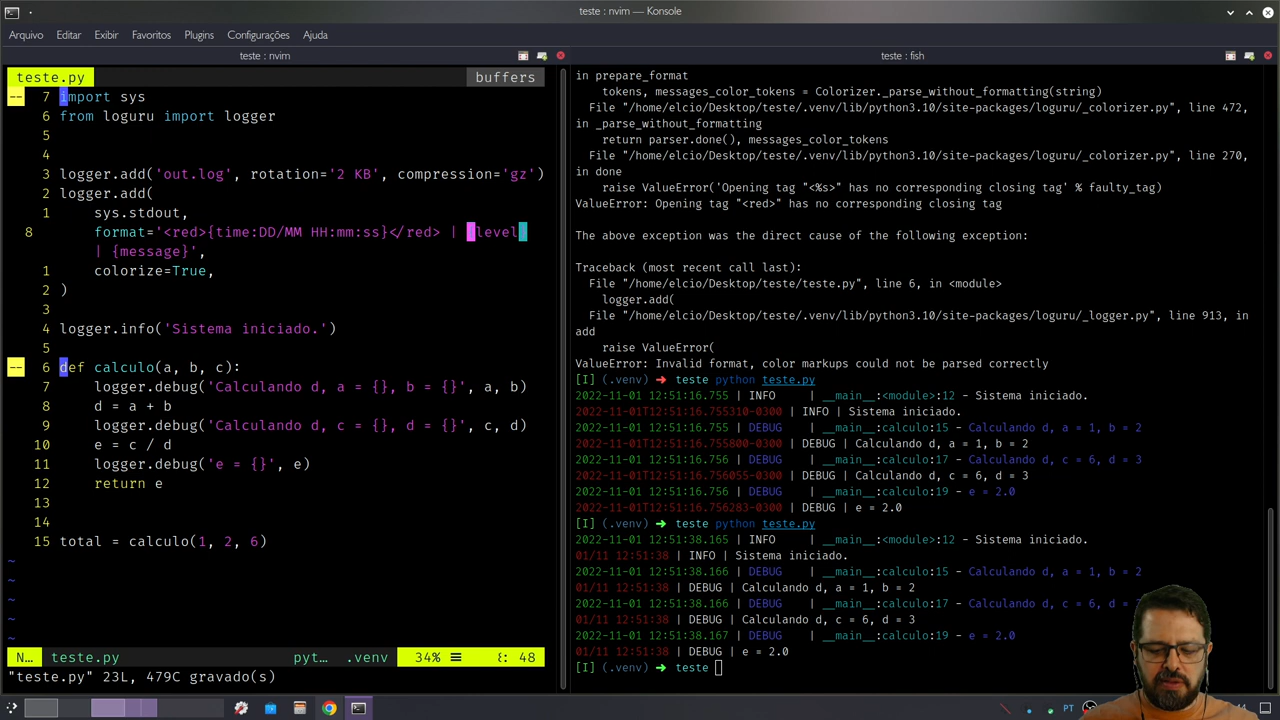 teste : nvim — Konsole
Arquivo Editar Exibir Favoritos Plugins Configurações Ajuda
teste : nvim
teste.py buffers
-- 7 import sys
6 from loguru import logger
5
4
3 logger.add('out.log', rotation='2 KB', compression='gz')
2 logger.add(
1 sys.stdout,
8 format='<red>{time:DD/MM HH:mm:ss}</red> | {level}
| {message}',
1 colorize=True,
2 )
3
4 logger.info('Sistema iniciado.')
5
-- 6 def calculo(a, b, c):
7 logger.debug('Calculando d, a = {}, b = {}', a, b)
8 d = a + b
9 logger.debug('Calculando d, c = {}, d = {}', c, d)
10 e = c / d
11 logger.debug('e = {}', e)
12 return e
13
14
15 total = calculo(1, 2, 6)
~
~
~
~
~
N… teste.py pyt… .venv 34% ☰ 48
"teste.py" 23L, 479C gravado(s)
teste : fish
in prepare_format
tokens, messages_color_tokens = Colorizer._parse_without_formatting(string)
File "/home/elcio/Desktop/teste/.venv/lib/python3.10/site-packages/loguru/_colorizer.py", line 472,
in _parse_without_formatting
return parser.done(), messages_color_tokens
File "/home/elcio/Desktop/teste/.venv/lib/python3.10/site-packages/loguru/_colorizer.py", line 270,
in done
raise ValueError('Opening tag "<%s>" has no corresponding closing tag' % faulty_tag)
ValueError: Opening tag "<red>" has no corresponding closing tag
The above exception was the direct cause of the following exception:
Traceback (most recent call last):
File "/home/elcio/Desktop/teste/teste.py", line 6, in <module>
logger.add(
File "/home/elcio/Desktop/teste/.venv/lib/python3.10/site-packages/loguru/_logger.py", line 913, in
add
raise ValueError(
ValueError: Invalid format, color markups could not be parsed correctly
[I] (.venv) → teste python teste.py
2022-11-01 12:51:16.755 | INFO | __main__:<module>:12 - Sistema iniciado.
2022-11-01T12:51:16.755310-0300 | INFO | Sistema iniciado.
2022-11-01 12:51:16.755 | DEBUG | __main__:calculo:15 - Calculando d, a = 1, b = 2
2022-11-01T12:51:16.755800-0300 | DEBUG | Calculando d, a = 1, b = 2
2022-11-01 12:51:16.756 | DEBUG | __main__:calculo:17 - Calculando d, c = 6, d = 3
2022-11-01T12:51:16.756055-0300 | DEBUG | Calculando d, c = 6, d = 3
2022-11-01 12:51:16.756 | DEBUG | __main__:calculo:19 - e = 2.0
2022-11-01T12:51:16.756283-0300 | DEBUG | e = 2.0
[I] (.venv) → teste python teste.py
2022-11-01 12:51:38.165 | INFO | __main__:<module>:12 - Sistema iniciado.
01/11 12:51:38 | INFO | Sistema iniciado.
2022-11-01 12:51:38.166 | DEBUG | __main__:calculo:15 - Calculando d, a = 1, b = 2
01/11 12:51:38 | DEBUG | Calculando d, a = 1, b = 2
2022-11-01 12:51:38.166 | DEBUG | __main__:calculo:17 - Calculando d, c = 6, d =
01/11 12:51:38 | DEBUG | Calculando d, c = 6, d = 3
2022-11-01 12:51:38.167 | DEBUG | __main__:calculo:19 - e = 2.0
01/11 12:51:38 | DEBUG | e = 2.0
[I] (.venv) → teste
PT